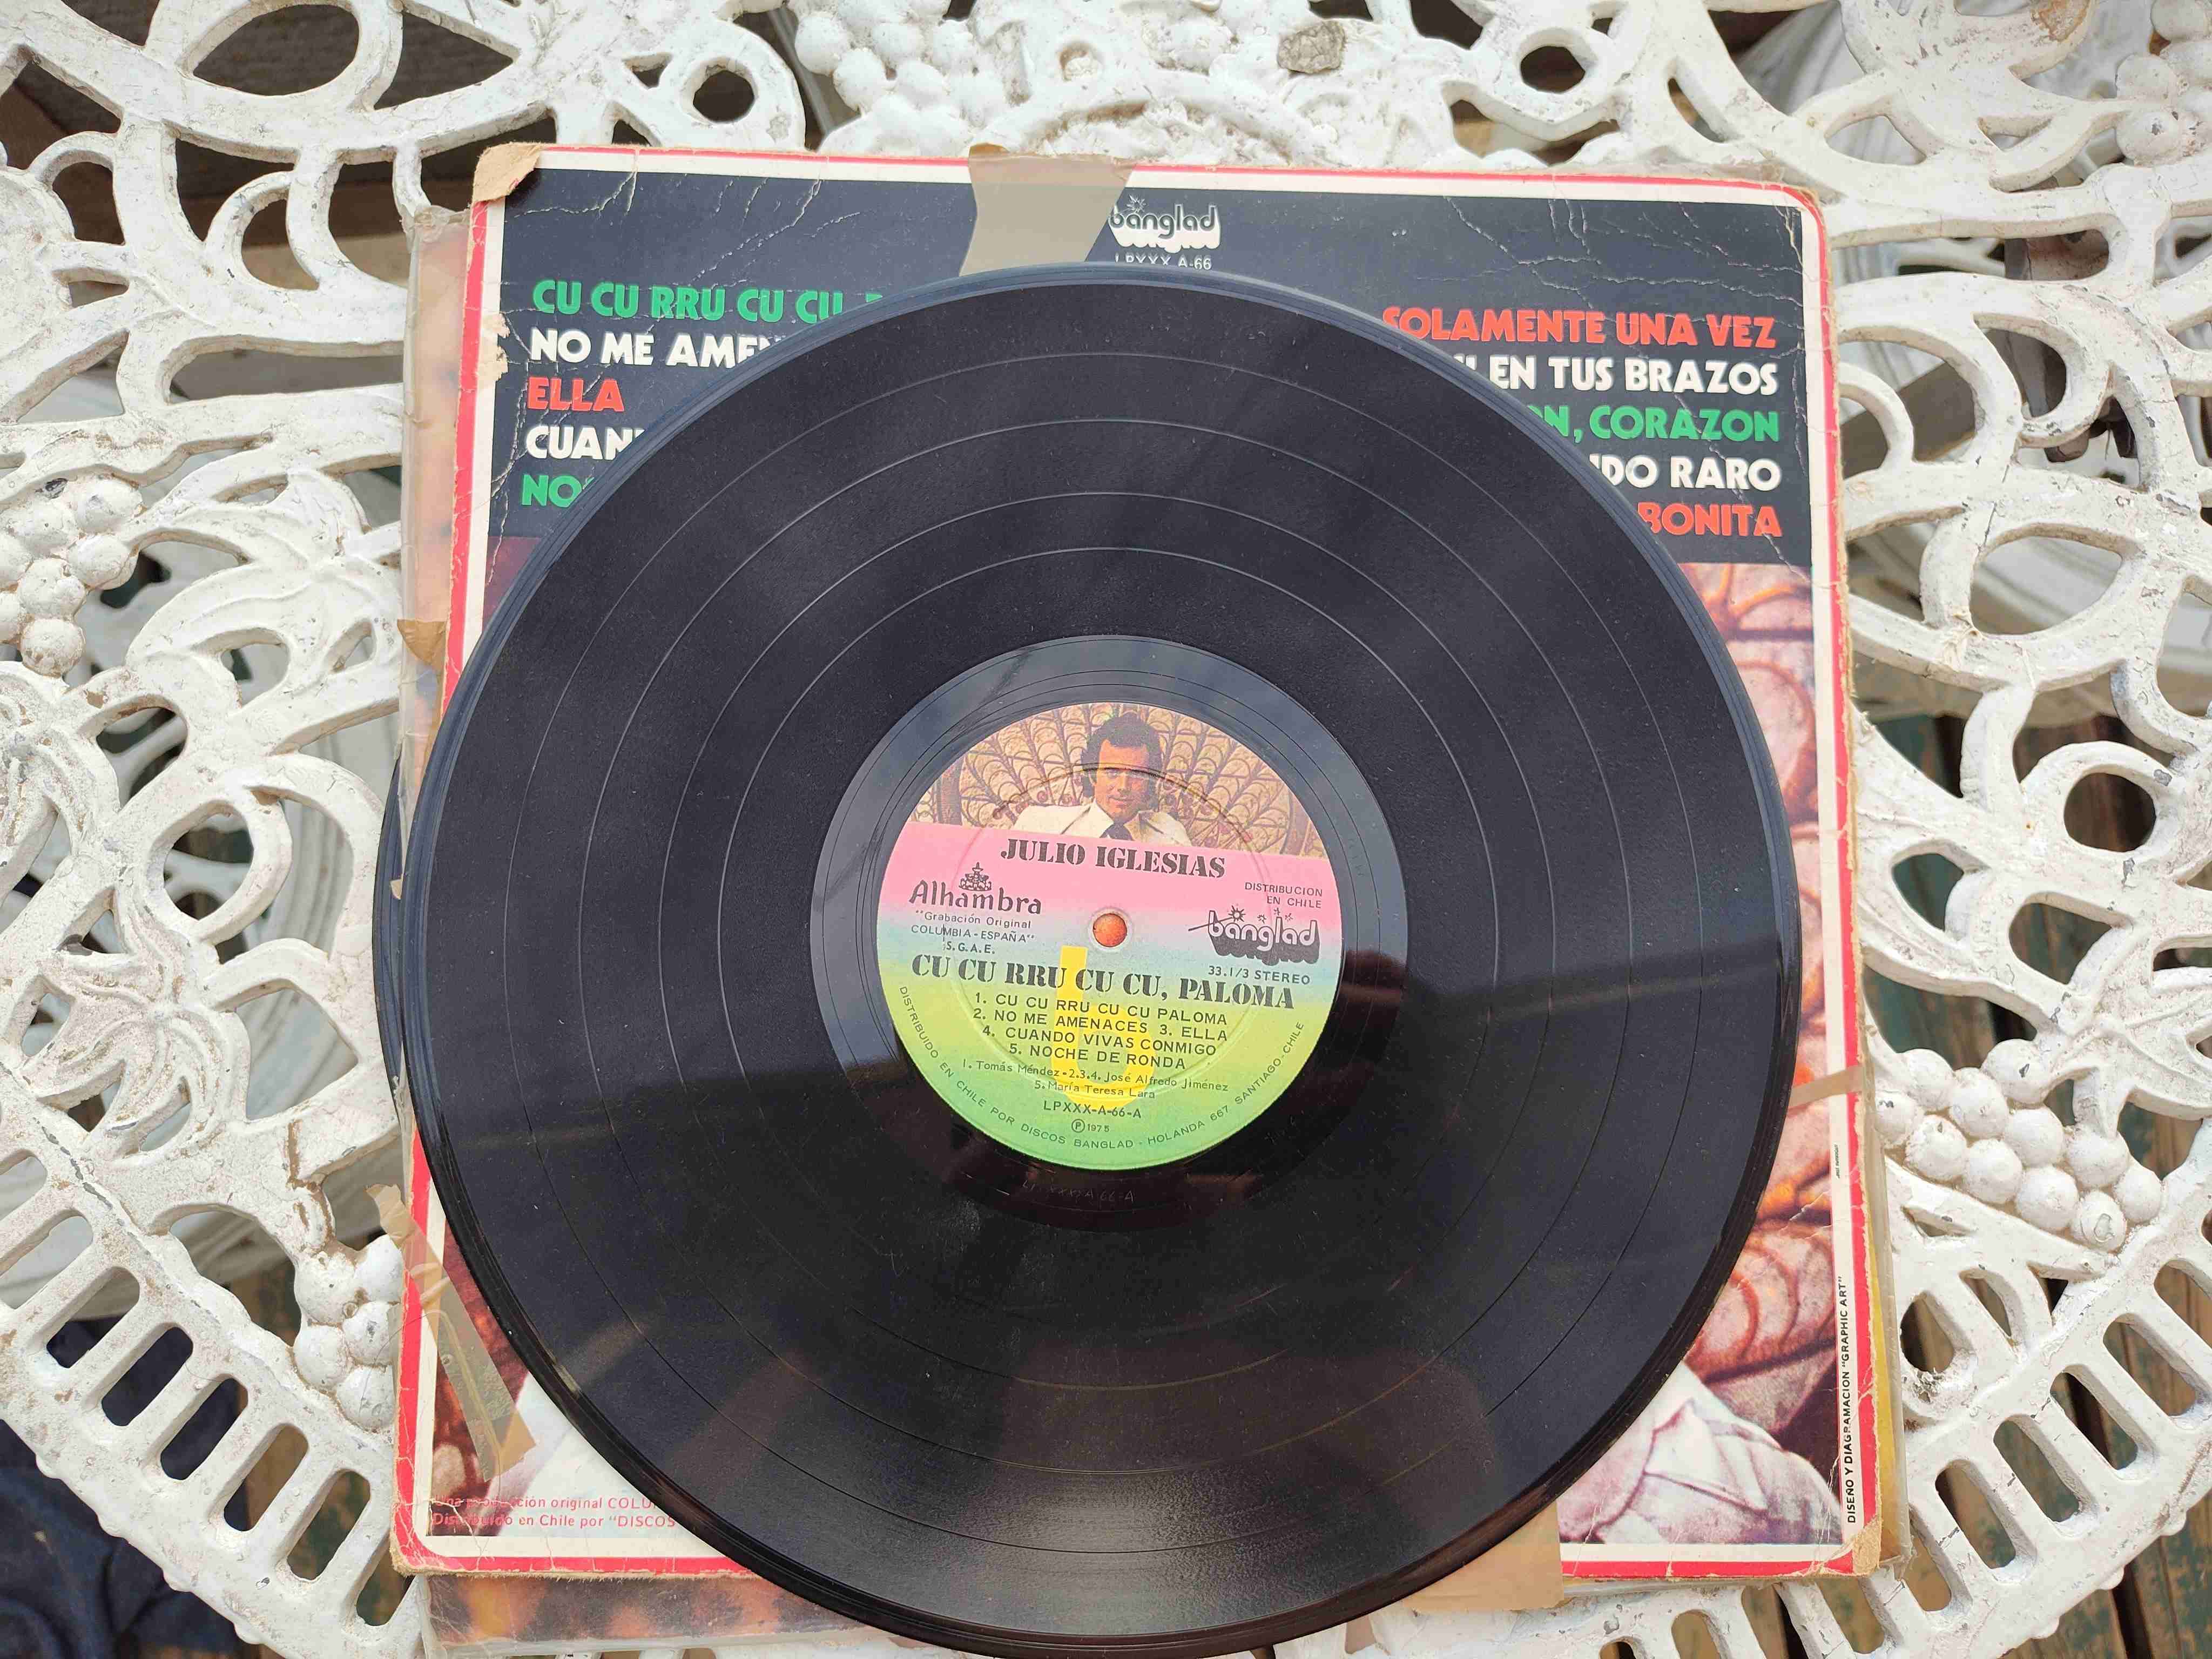 banglad
LPXXX A-66
CU CU RRU CU CU,
NO ME
ELLA
SOLAMENTE UNA VEZ
EN TUS BRAZOS
CORAZON
RARO
BONITA
JULIO IGLESIAS
Alhambra
"Grabación Original
COLUMBIA - ESPAÑA"
S.G.A.E.
DISTRIBUCION
EN CHILE
banglad
33.1/3 STEREO
CU CU RRU CU CU, PALOMA
1. CU CU RRU CU CU PALOMA
2. NO ME AMENACES 3. ELLA
4. CUANDO VIVAS CONMIGO
5. NOCHE DE RONDA
1. Tomás Méndez - 2.3.4. José Alfredo Jiménez
5. María Teresa Lara
LPXXX-A-66-A
Ⓟ 1975
DISTRIBUIDO EN CHILE POR DISCOS BANGLAD - HOLANDA 667 SANTIAGO - CHILE
original
en Chile por "DISCOS
DISEÑO Y DIAGRAMACION "GRAPHIC ART"